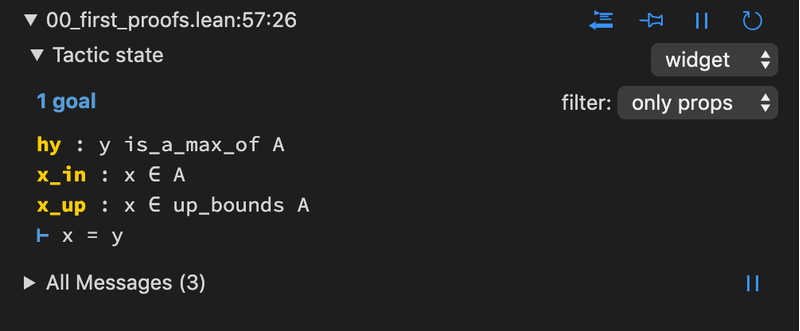 00_first_proofs.lean:57:26
Tactic state
widget
1 goal
filter: only props
hy : y is_a_max_of A
x_in : x ∈ A
x_up : x ∈ up_bounds A
⊢ x = y
All Messages (3)